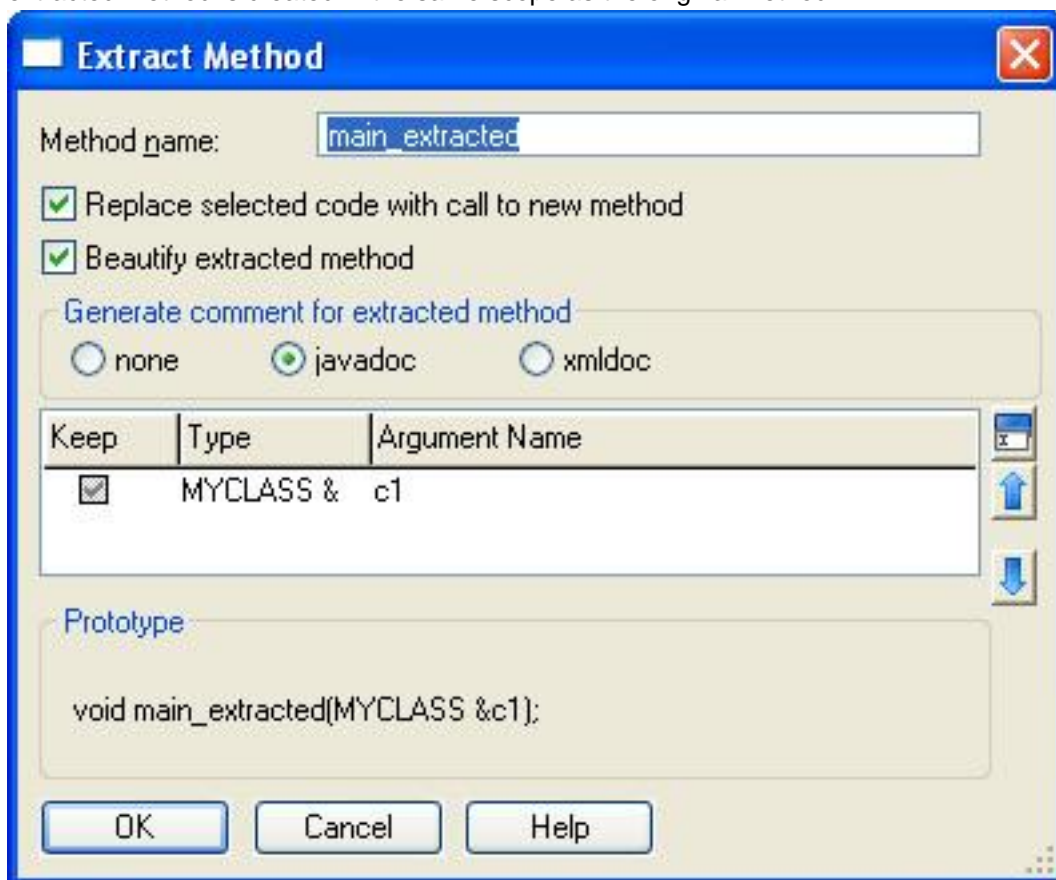 Extract Method
Method name: main_extracted
Replace selected code with call to new method
Beautify extracted method
Generate comment for extracted method
none javadoc xmldoc
Keep Type Argument Name
MYCLASS & c1
Prototype
void main_extracted(MYCLASS &c1);
OK Cancel Help